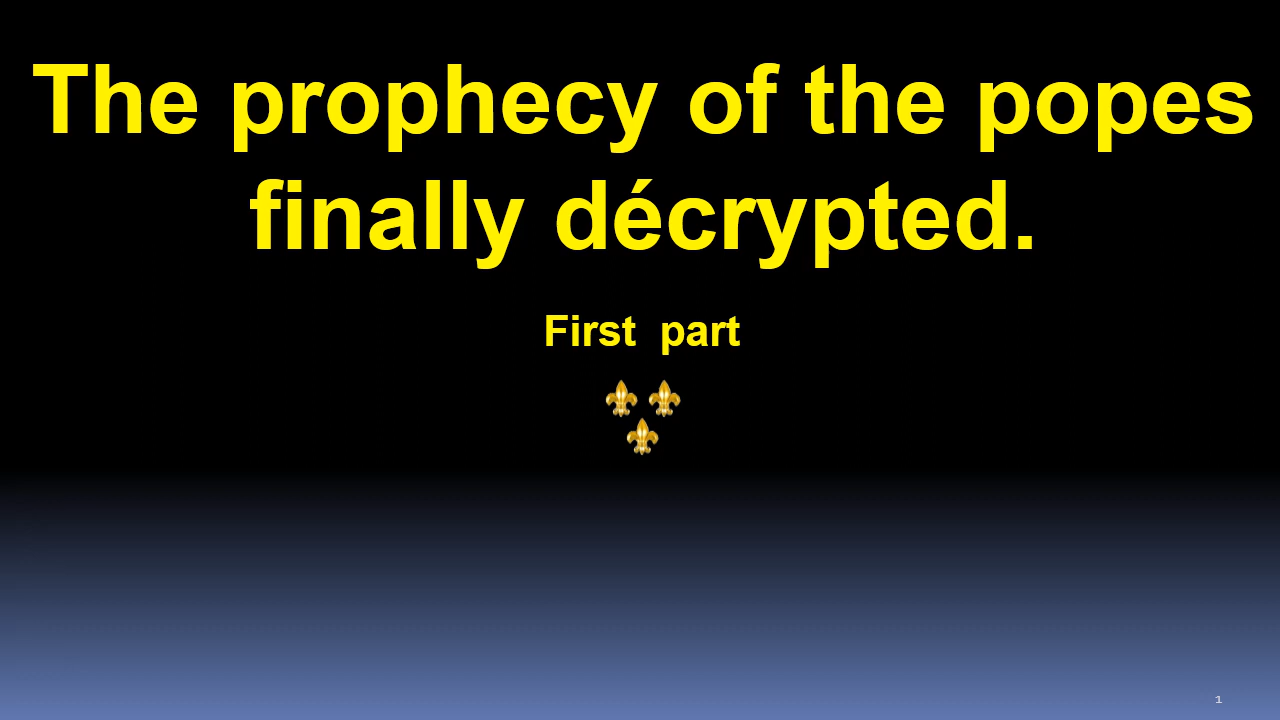 The prophecy of the popes
finally décrypted.
First part
1